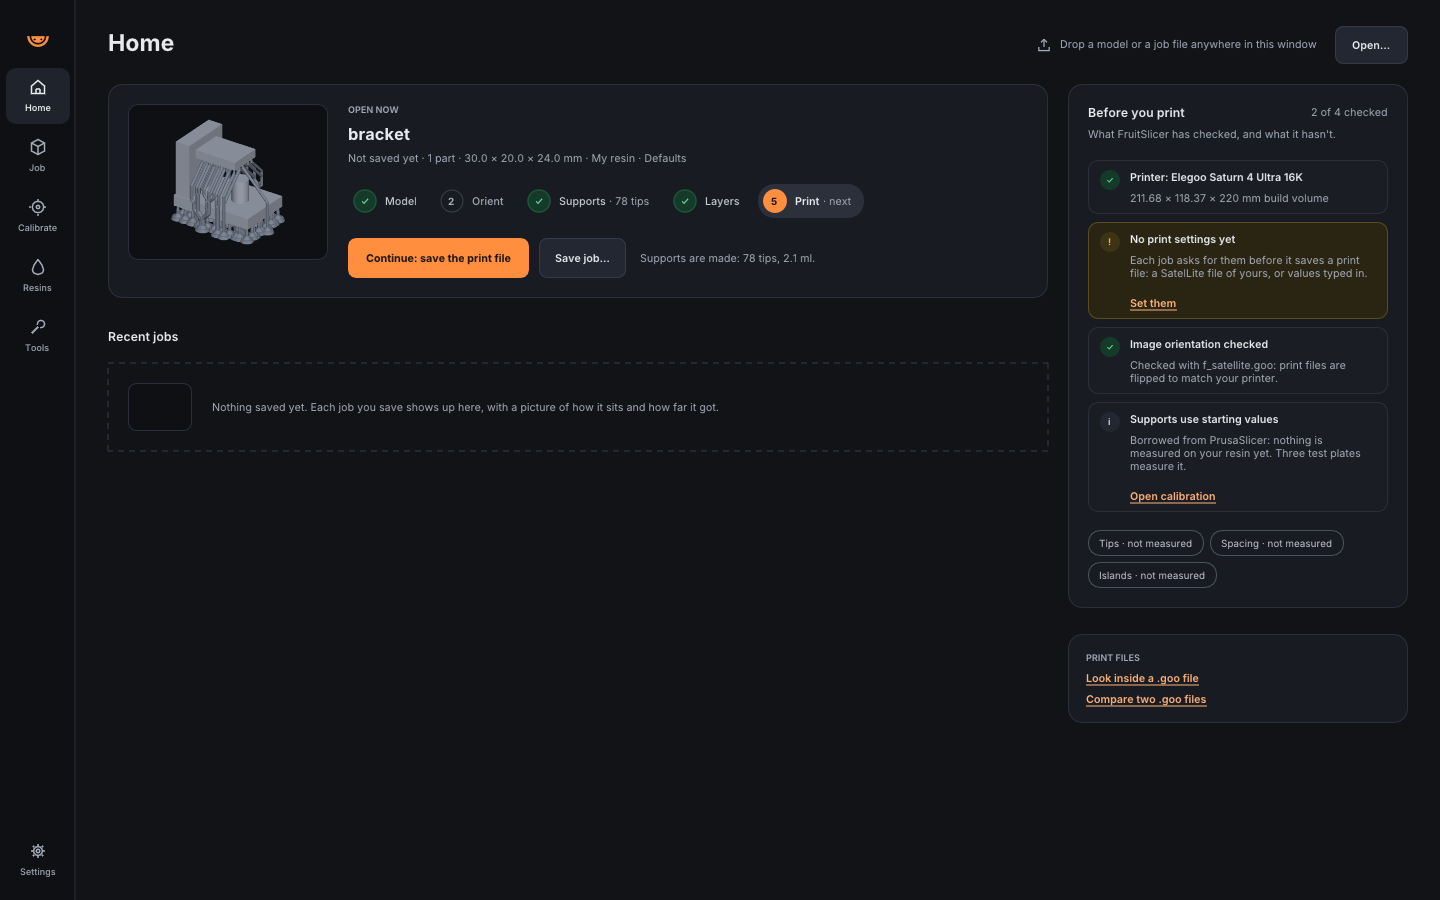 Home
Drop a model or a job file anywhere in this window
Open...
Home
Job
Calibrate
Resins
Tools
Settings
OPEN NOW
bracket
Not saved yet · 1 part · 30.0 × 20.0 × 24.0 mm · My resin · Defaults
Model
2 Orient
Supports · 78 tips
Layers
5 Print · next
Continue: save the print file
Save job...
Supports are made: 78 tips, 2.1 ml.
Recent jobs
Nothing saved yet. Each job you save shows up here, with a picture of how it sits and how far it got.
Before you print
2 of 4 checked
What FruitSlicer has checked, and what it hasn't.
Printer: Elegoo Saturn 4 Ultra 16K
211.68 × 118.37 × 220 mm build volume
! No print settings yet
Each job asks for them before it saves a print
file: a SatelLite file of yours, or values typed in.
Set them
Image orientation checked
Checked with f_satellite.goo: print files are
flipped to match your printer.
i Supports use starting values
Borrowed from PrusaSlicer: nothing is
measured on your resin yet. Three test plates
measure it.
Open calibration
Tips · not measured
Spacing · not measured
Islands · not measured
PRINT FILES
Look inside a .goo file
Compare two .goo files